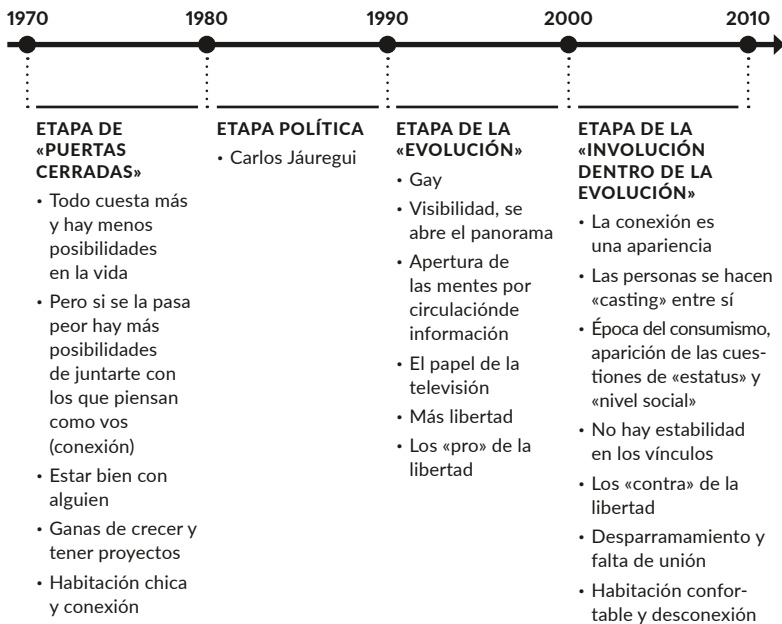 1970 1980 1990 2000 2010
ETAPA DE
«PUERTAS
CERRADAS»
• Todo cuesta más
y hay menos
posibilidades
en la vida
• Pero si se la pasa
peor hay más
posibilidades
de juntarte con
los que piensan
como vos
(conexión)
• Estar bien con
alguien
• Ganas de crecer y
tener proyectos
• Habitación chica
y conexión
ETAPA POLÍTICA
• Carlos Jáuregui
ETAPA DE LA
«EVOLUCIÓN»
• Gay
• Visibilidad, se
abre el panorama
• Apertura de
las mentes por
circulaciónde
información
• El papel de la
televisión
• Más libertad
• Los «pro» de la
libertad
ETAPA DE LA
«INVOLUCIÓN
DENTRO DE LA
EVOLUCIÓN»
• La conexión es
una apariencia
• Las personas se hacen
«casting» entre sí
• Época del consumismo,
aparición de las cues-
tiones de «estatus» y
«nivel social»
• No hay estabilidad
en los vínculos
• Los «contra» de la
libertad
• Desparramamiento y
falta de unión
• Habitación confor-
table y desconexión